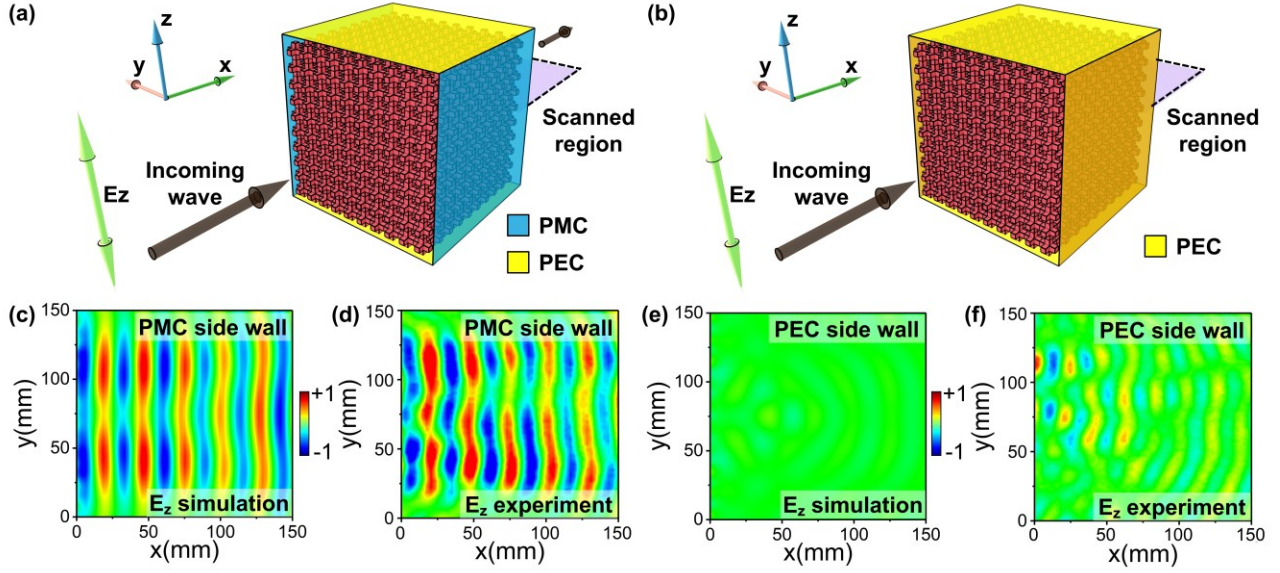 (a)
z
y
x
Ez
Incoming
wave
Scanned
region
PMC
PEC
(b)
z
y
x
Ez
Incoming
wave
Scanned
region
PEC
(c)
150
100
50
0
y(mm)
PMC side wall
Ez simulation
0
50
100
150
x(mm)
+1
-1
(d)
150
100
50
0
y(mm)
PMC side wall
Ez experiment
0
50
100
150
x(mm)
(e)
150
100
50
0
y(mm)
PEC side wall
Ez simulation
0
50
100
150
x(mm)
+1
-1
(f)
150
100
50
0
y(mm)
PEC side wall
Ez experiment
0
50
100
150
x(mm)